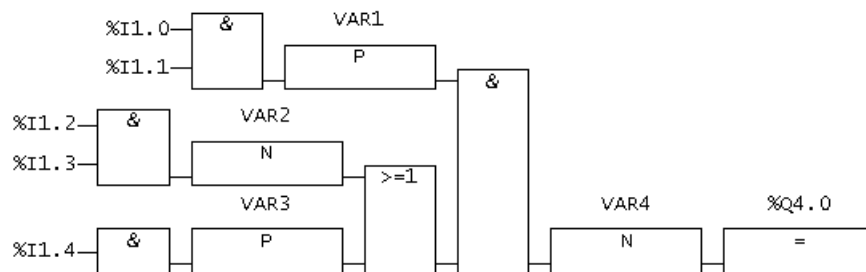 %I1.0 & VAR1
%I1.1 P
&
%I1.2 & VAR2
%I1.3 N
>=1
VAR3 VAR4 %Q4.0
%I1.4 & P N =